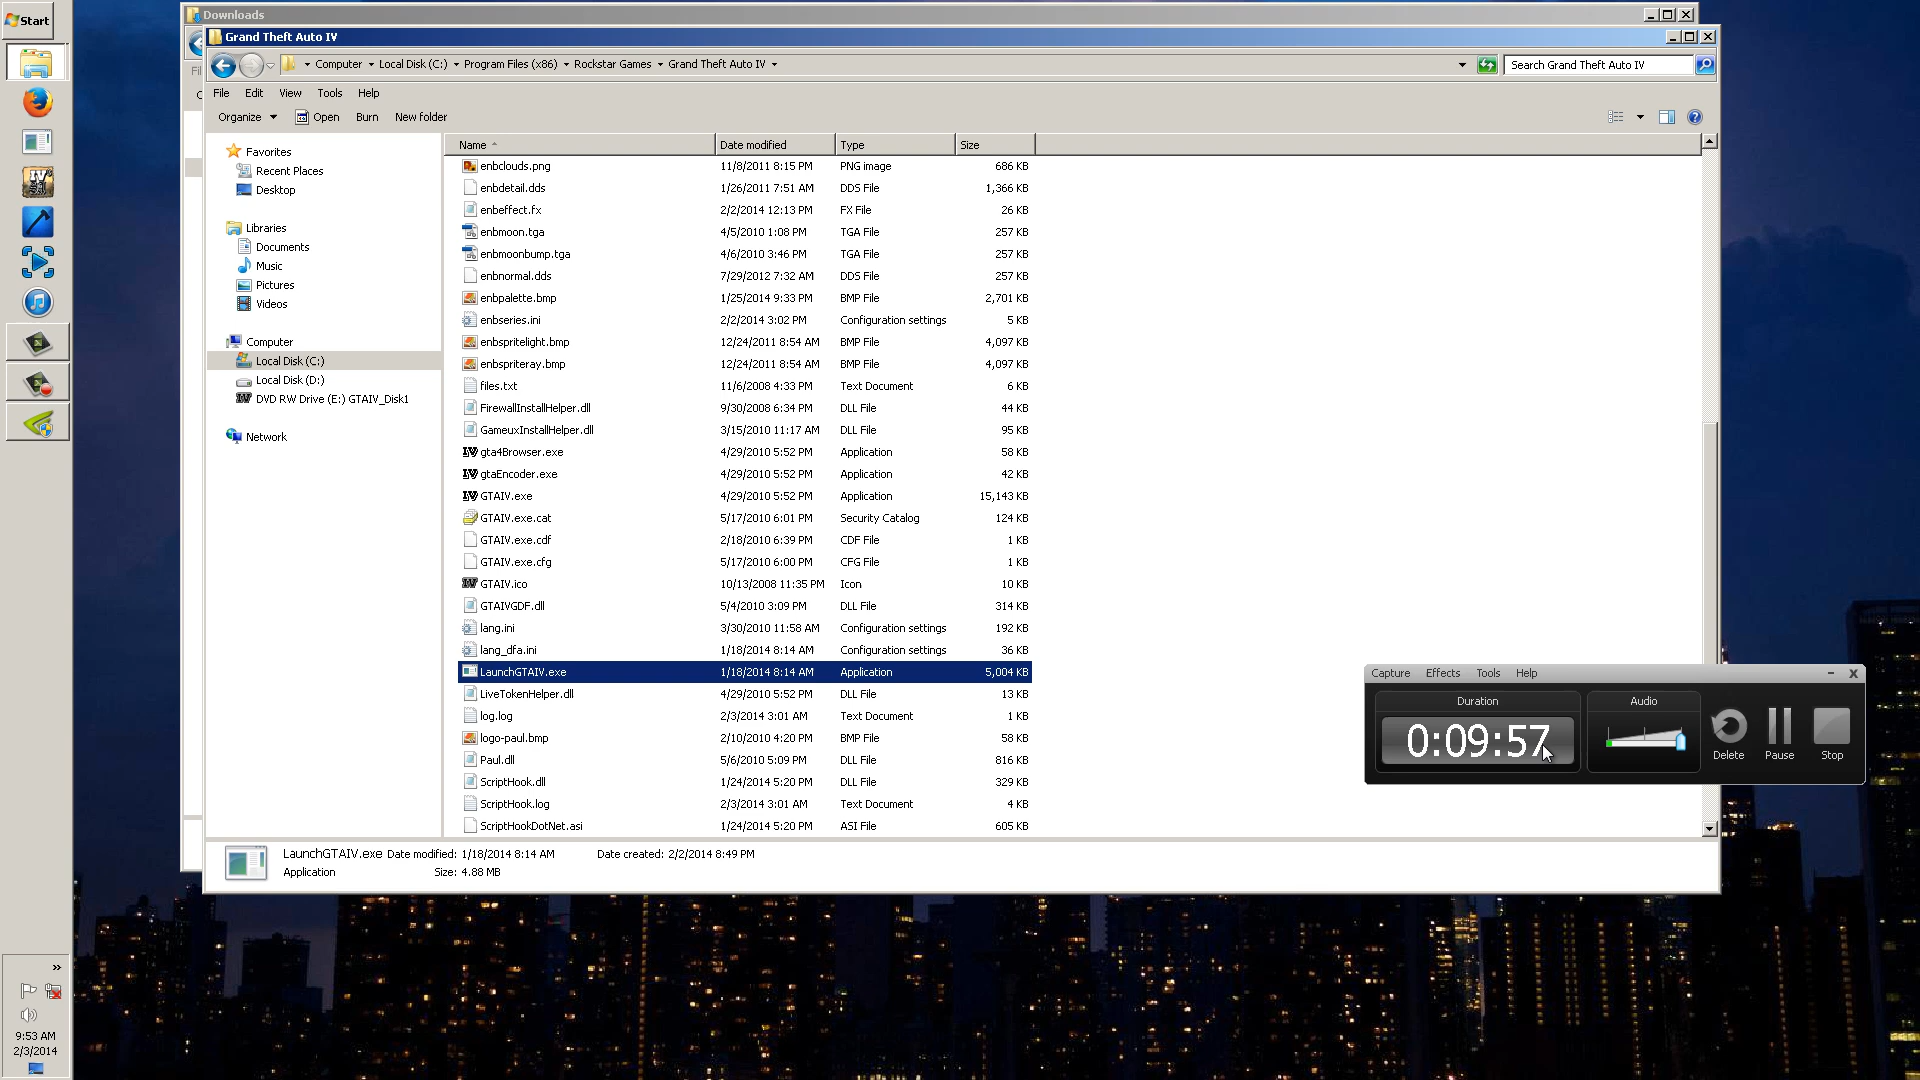 Start
Downloads
Grand Theft Auto IV
Computer Local Disk (C:) Program Files (x86) Rockstar Games Grand Theft Auto IV
Search Grand Theft Auto IV
File Edit View Tools Help
Organize Open Burn New folder
Favorites
Recent Places
Desktop
Libraries
Documents
Music
Pictures
Videos
Computer
Local Disk (C:)
Local Disk (D:)
DVD RW Drive (E:) GTAIV_Disk1
Network
Name Date modified Type Size
enbclouds.png 11/8/2011 8:15 PM PNG image 686 KB
enbdetail.dds 1/26/2011 7:51 AM DDS File 1,366 KB
enbeffect.fx 2/2/2014 12:13 PM FX File 26 KB
enbmoon.tga 4/5/2010 1:08 PM TGA File 257 KB
enbmoonbump.tga 4/6/2010 3:46 PM TGA File 257 KB
enbnormal.dds 7/29/2012 7:32 AM DDS File 257 KB
enbpalette.bmp 1/25/2014 9:33 PM BMP File 2,701 KB
enbseries.ini 2/2/2014 3:02 PM Configuration settings 5 KB
enbspritelight.bmp 12/24/2011 8:54 AM BMP File 4,097 KB
enbspriteray.bmp 12/24/2011 8:54 AM BMP File 4,097 KB
files.txt 11/6/2008 4:33 PM Text Document 6 KB
FirewallInstallHelper.dll 9/30/2008 6:34 PM DLL File 44 KB
GameuxInstallHelper.dll 3/15/2010 11:17 AM DLL File 95 KB
gta4Browser.exe 4/29/2010 5:52 PM Application 58 KB
gtaEncoder.exe 4/29/2010 5:52 PM Application 42 KB
GTAIV.exe 4/29/2010 5:52 PM Application 15,143 KB
GTAIV.exe.cat 5/17/2010 6:01 PM Security Catalog 124 KB
GTAIV.exe.cdf 2/18/2010 6:39 PM CDF File 1 KB
GTAIV.exe.cfg 5/17/2010 6:00 PM CFG File 1 KB
GTAIV.ico 10/13/2008 11:35 PM Icon 10 KB
GTAIVGDF.dll 5/4/2010 3:09 PM DLL File 314 KB
lang.ini 3/30/2010 11:58 AM Configuration settings 192 KB
lang_dfa.ini 1/18/2014 8:14 AM Configuration settings 36 KB
LaunchGTAIV.exe 1/18/2014 8:14 AM Application 5,004 KB
LiveTokenHelper.dll 4/29/2010 5:52 PM DLL File 13 KB
log.log 2/3/2014 3:01 AM Text Document 1 KB
logo-paul.bmp 2/10/2010 4:20 PM BMP File 58 KB
Paul.dll 5/6/2010 5:09 PM DLL File 816 KB
ScriptHook.dll 1/24/2014 5:20 PM DLL File 329 KB
ScriptHook.log 2/3/2014 3:01 AM Text Document 4 KB
ScriptHookDotNet.asi 1/24/2014 5:20 PM ASI File 605 KB
LaunchGTAIV.exe Date modified: 1/18/2014 8:14 AM Date created: 2/2/2014 8:49 PM
Application Size: 4.88 MB
Capture Effects Tools Help
Duration Audio
0:09:57
Delete Pause Stop
9:53 AM
2/3/2014